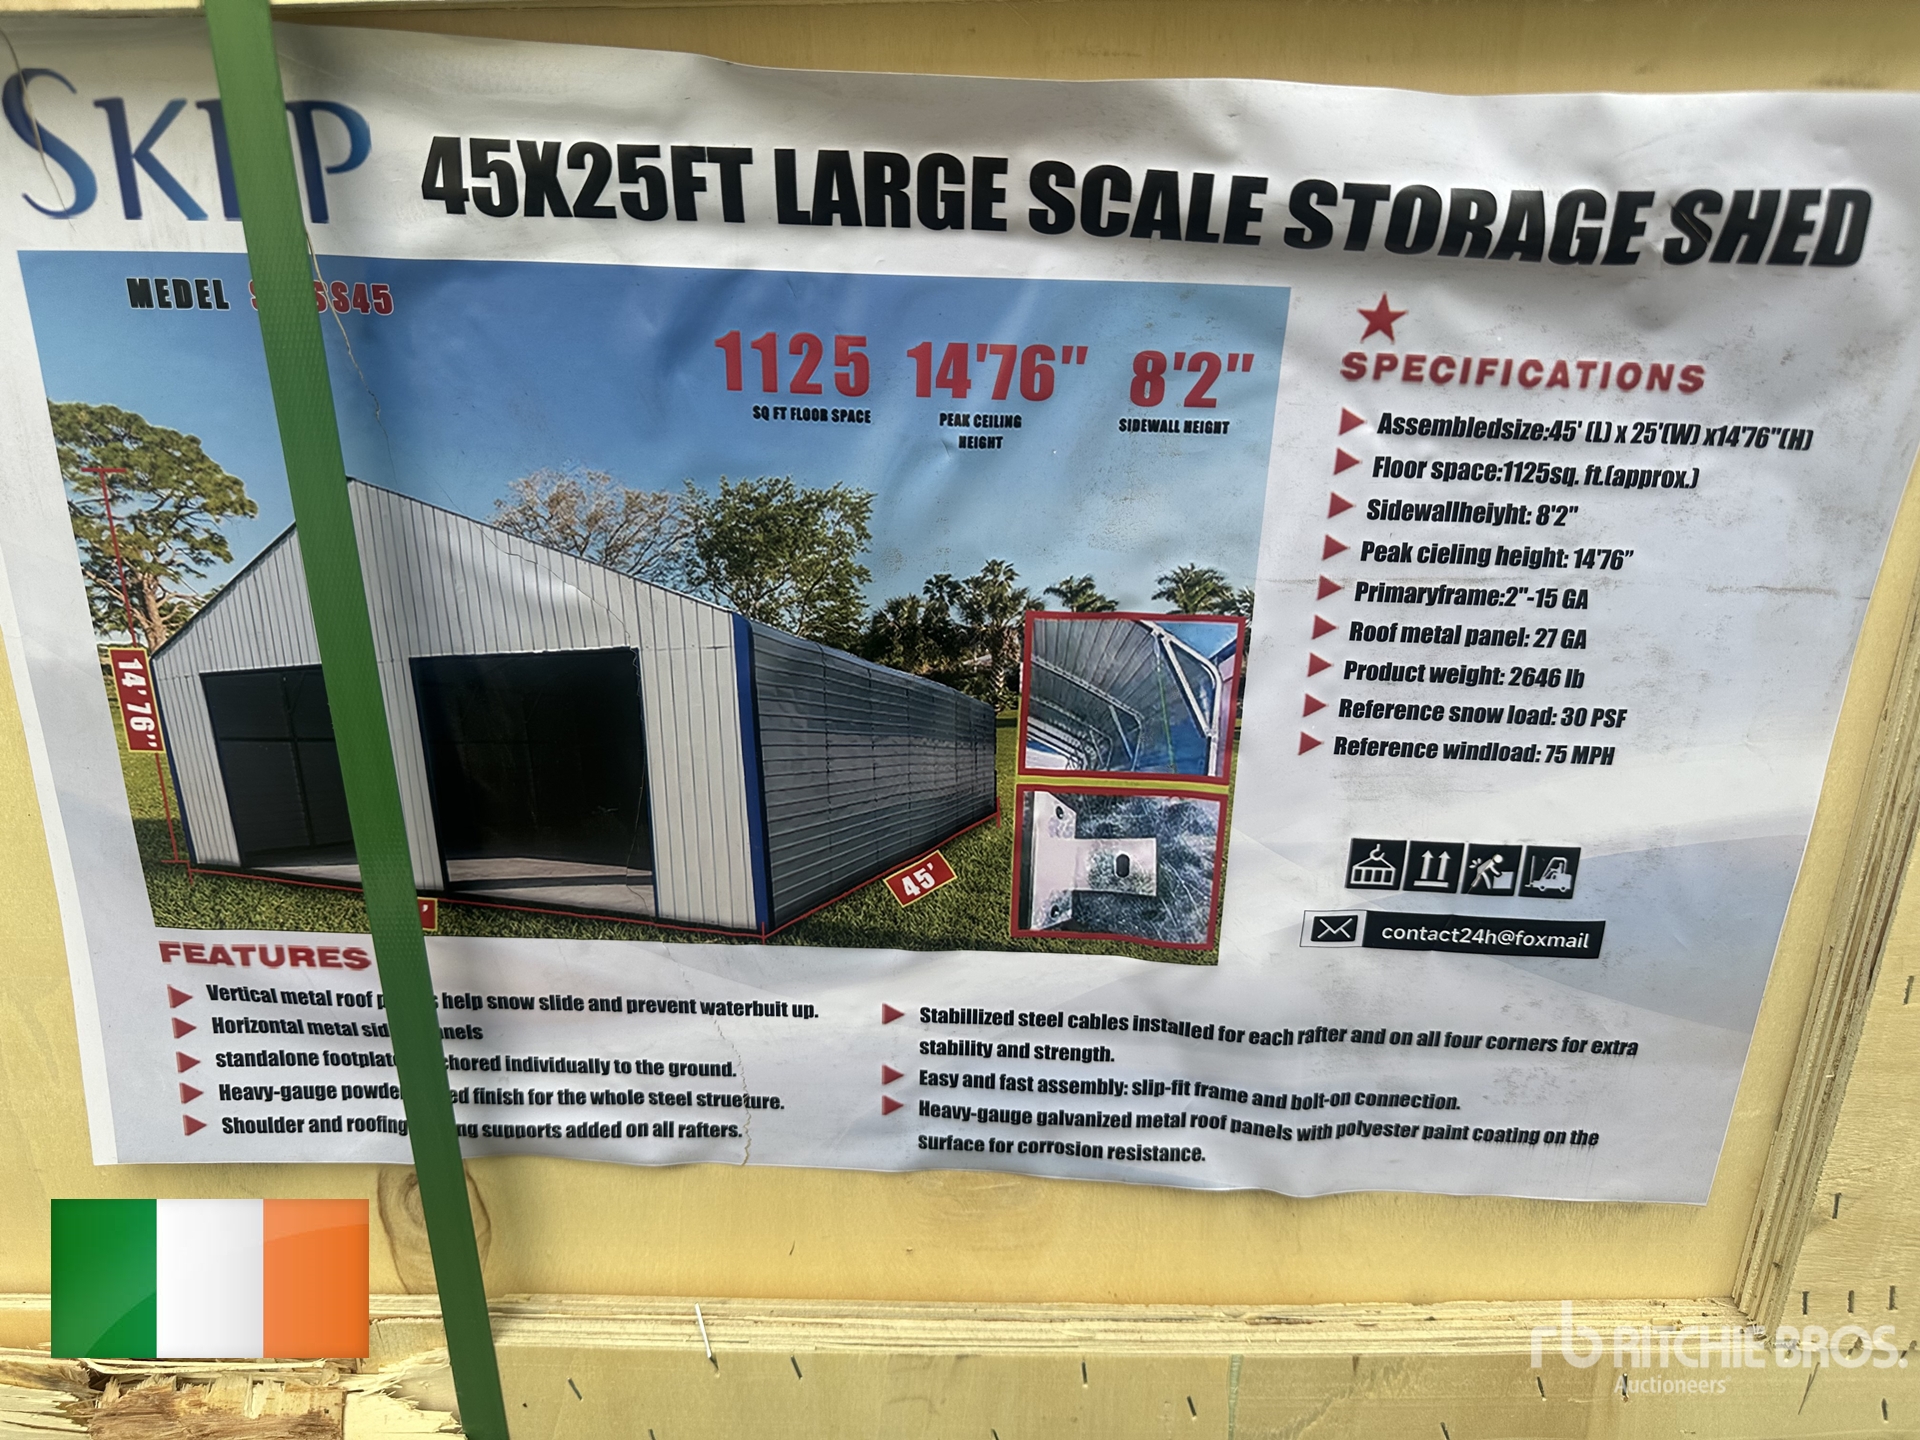 SKIP
45X25FT LARGE SCALE STORAGE SHED
MEDEL S45
1125
SQ FT FLOOR SPACE
14'76"
PEAK CEILING
HEIGHT
8'2"
SIDEWALL HEIGHT
14'76"
45'
SPECIFICATIONS
Assembledsize:45' (L) x 25'(W) x14'76"(H)
Floor space:1125sq. ft.(approx.)
Sidewallheiyht: 8'2"
Peak cieling height: 14'76”
Primaryframe:2"-15 GA
Roof metal panel: 27 GA
Product weight: 2646 lb
Reference snow load: 30 PSF
Reference windload: 75 MPH
contact24h@foxmail
FEATURES
Vertical metal roof help snow slide and prevent waterbuit up.
Horizontal metal
standalone individually to the ground.
Heavy-gauge finish for the whole steel strueture.
Shoulder and roofing supports added on all rafters.
Stabillized steel cables installed for each rafter and on all four corners for extra
stability and strength.
Easy and fast assembly: slip-fit frame and bolt-on connection.
Heavy-gauge galvanized metal roof panels with polyester paint coating on the
surface for corrosion resistance.
rb RITCHIE BROS.
Auctioneers